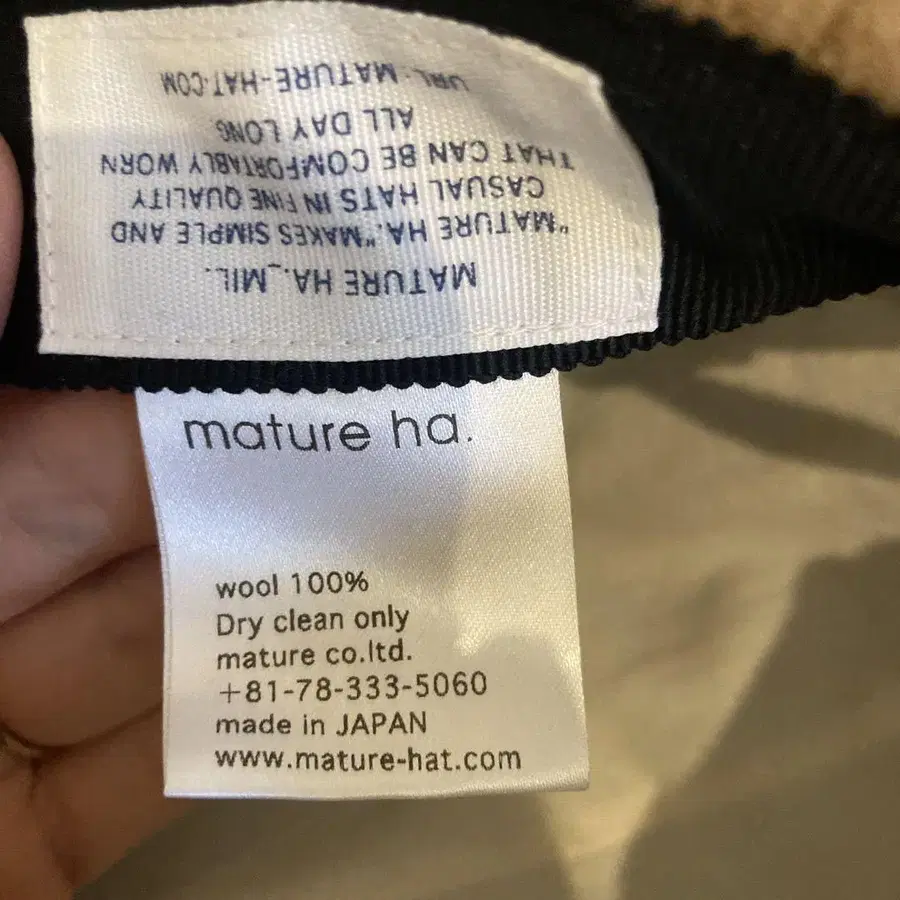 MATURE HA._MIL.
"MATURE HA." MAKES SIMPLE AND
CASUAL HATS IN FINE QUALITY
THAT CAN BE COMFORTABLY WORN
ALL DAY LONG
URL. MATURE-HAT.COM
mature ha.
wool 100%
Dry clean only
mature co.ltd.
+81-78-333-5060
made in JAPAN
www.mature-hat.com